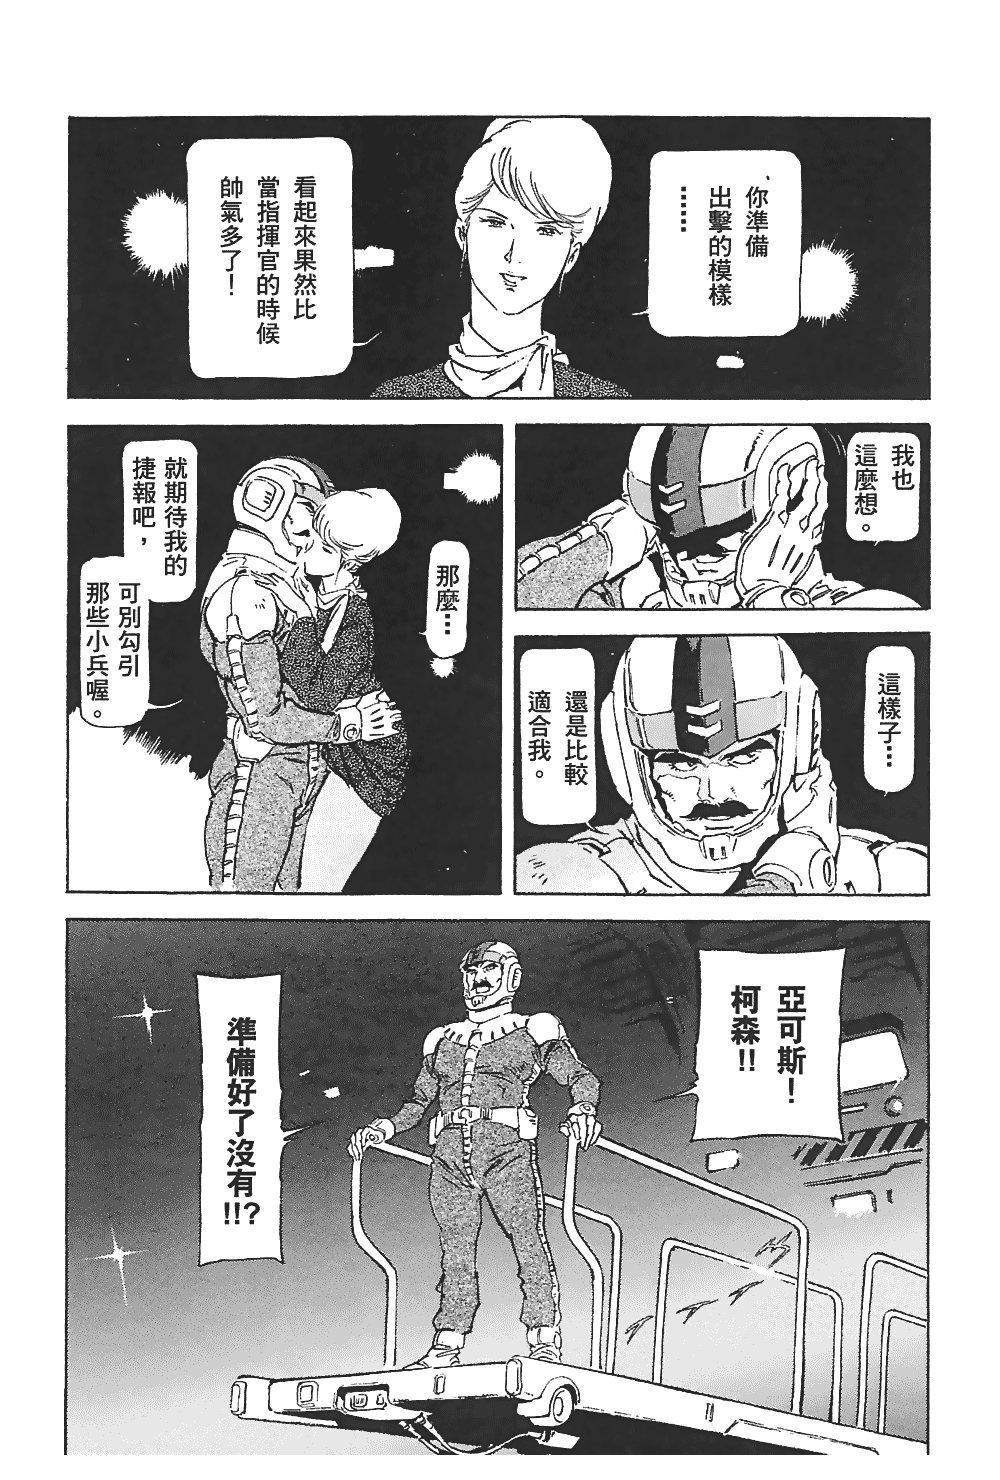 你準備
出擊的模樣
……
看起來果然比
當指揮官的時候
帥氣多了！
我也
這麼想。
這樣子…
還是比較
適合我。
那麼…
就期待我的
捷報吧，
可別勾引
那些小兵喔。
亞可斯！
柯森!!
準備好了沒有!!?